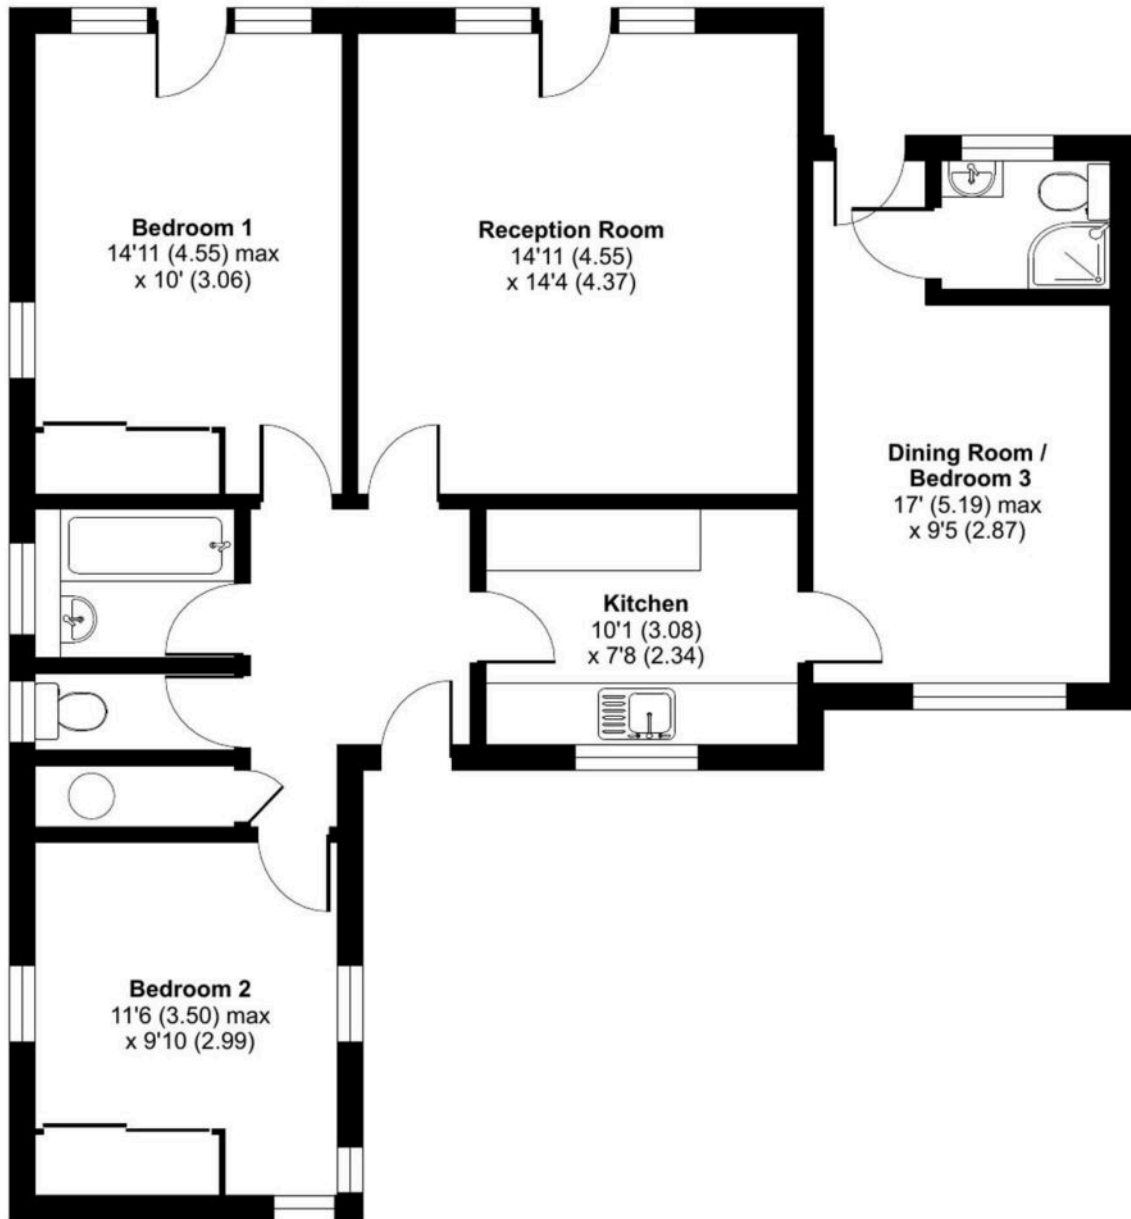 Bedroom 1
14'11 (4.55) max
x 10' (3.06)
Reception Room
14'11 (4.55)
x 14'4 (4.37)
Dining Room /
Bedroom 3
17' (5.19) max
x 9'5 (2.87)
Kitchen
10'1 (3.08)
x 7'8 (2.34)
Bedroom 2
11'6 (3.50) max
x 9'10 (2.99)